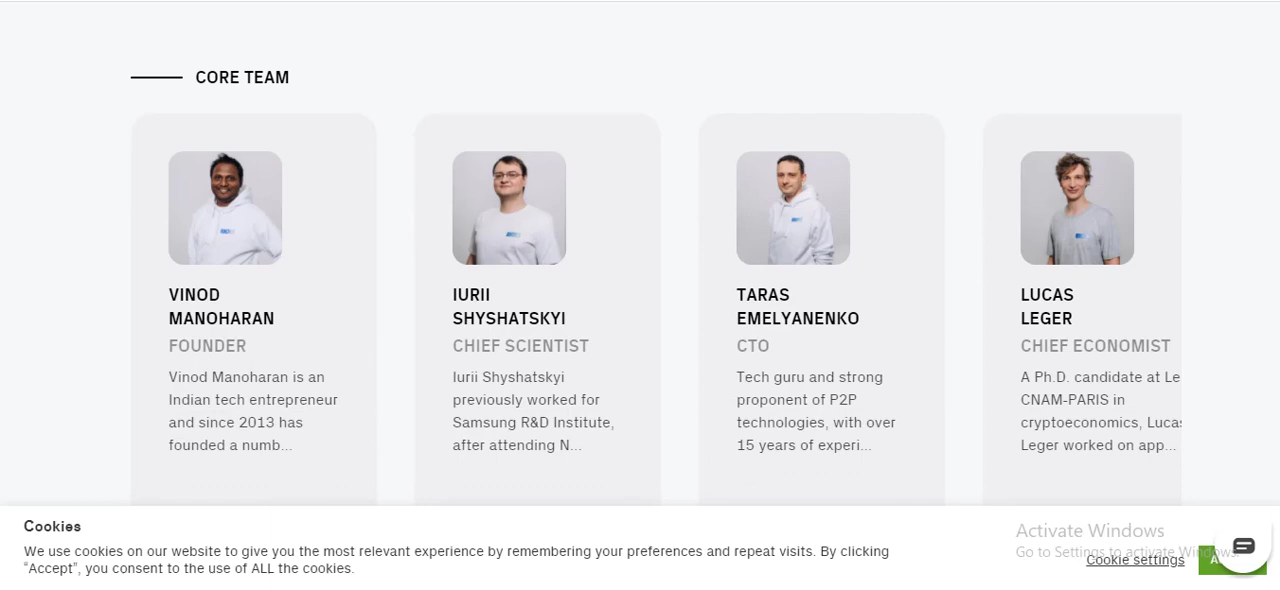 CORE TEAM
VINOD
MANOHARAN
FOUNDER
Vinod Manoharan is an
Indian tech entrepreneur
and since 2013 has
founded a numb...
IURII
SHYSHATSKYI
CHIEF SCIENTIST
Iurii Shyshatskyi
previously worked for
Samsung R&D Institute,
after attending N...
TARAS
EMELYANENKO
CTO
Tech guru and strong
proponent of P2P
technologies, with over
15 years of experi...
LUCAS
LEGER
CHIEF ECONOMIST
A Ph.D. candidate at Le
CNAM-PARIS in
cryptoeconomics, Lucas
Leger worked on app...
Cookies
We use cookies on our website to give you the most relevant experience by remembering your preferences and repeat visits. By clicking
“Accept”, you consent to the use of ALL the cookies.
Activate Windows
Go to Settings to activate Windows.
Cookie settings